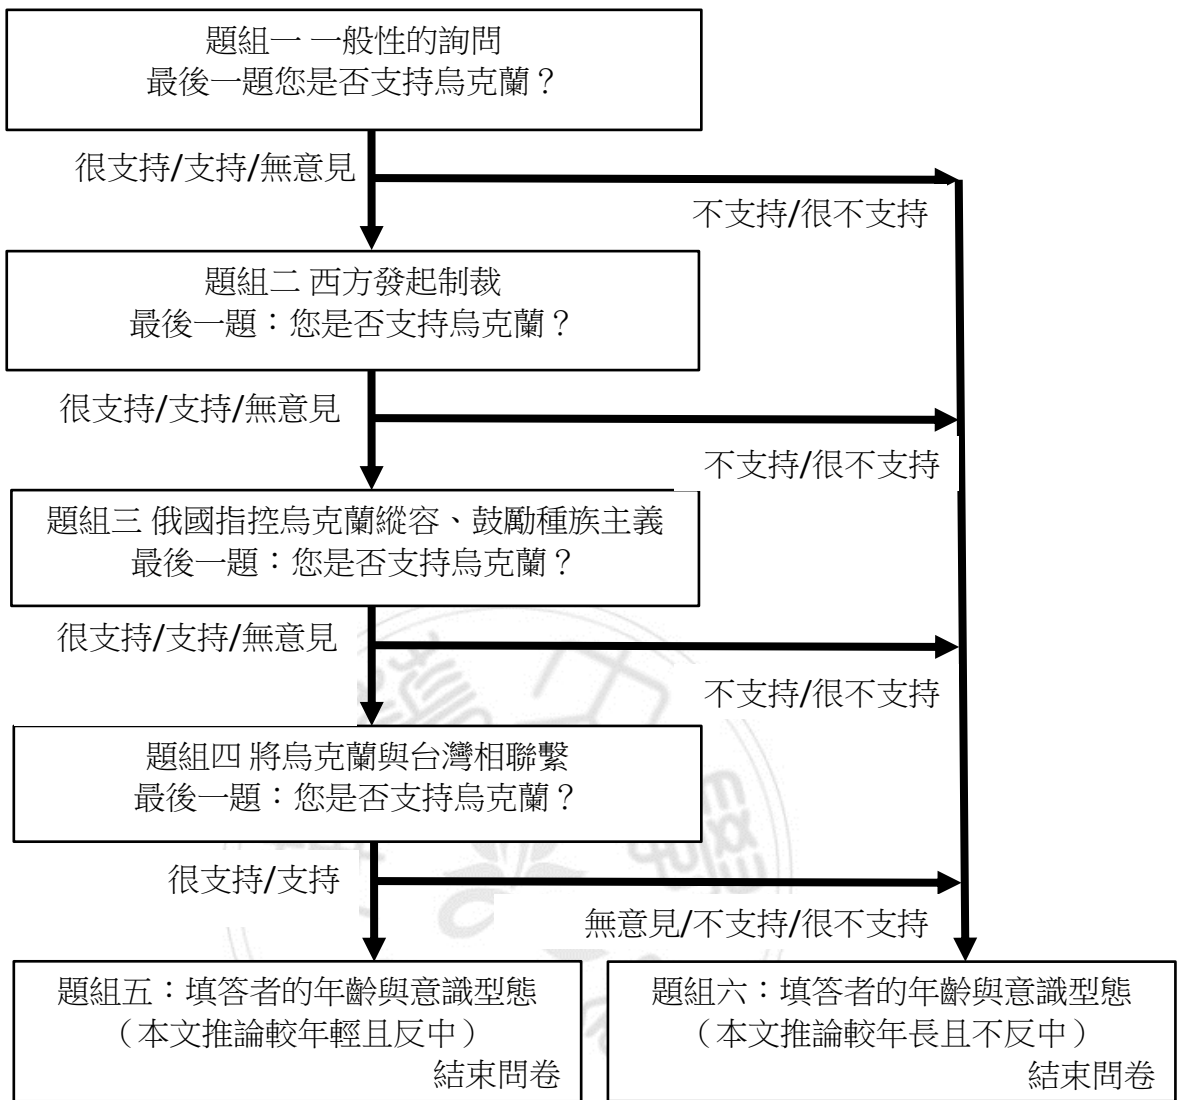 題組一 一般性的詢問
最後一題您是否支持烏克蘭？
很支持/支持/無意見
不支持/很不支持
題組二 西方發起制裁
最後一題：您是否支持烏克蘭？
很支持/支持/無意見
不支持/很不支持
題組三 俄國指控烏克蘭縱容、鼓勵種族主義
最後一題：您是否支持烏克蘭？
很支持/支持/無意見
不支持/很不支持
題組四 將烏克蘭與台灣相聯繫
最後一題：您是否支持烏克蘭？
很支持/支持
無意見/不支持/很不支持
題組五：填答者的年齡與意識型態
（本文推論較年輕且反中）
結束問卷
題組六：填答者的年齡與意識型態
（本文推論較年長且不反中）
結束問卷